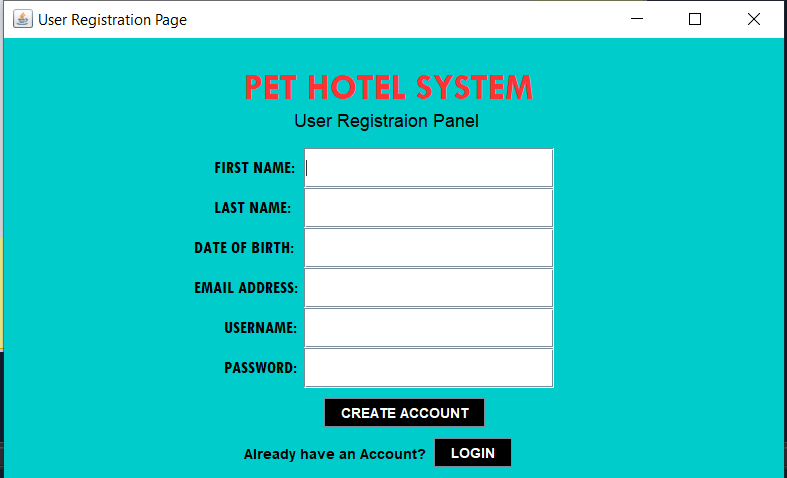 User Registration Page
PET HOTEL SYSTEM
User Registraion Panel
FIRST NAME:
LAST NAME:
DATE OF BIRTH:
EMAIL ADDRESS:
USERNAME:
PASSWORD:
CREATE ACCOUNT
Already have an Account? LOGIN